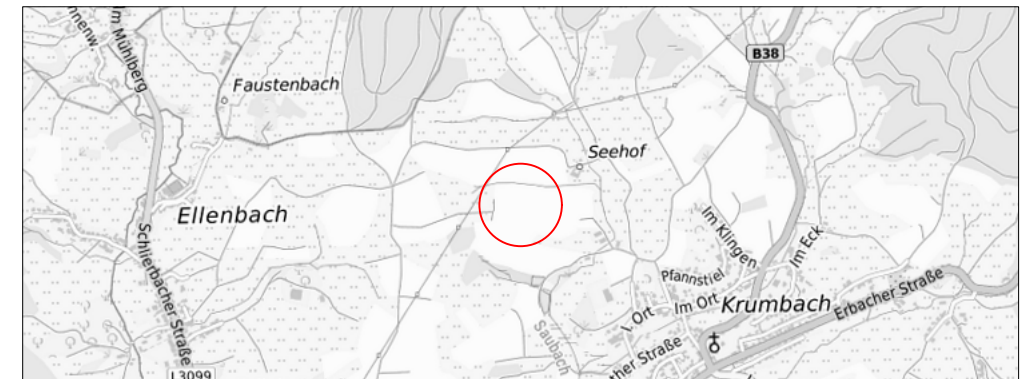 Im Mühlberg
B38
Faustenbach
Seehof
Ellenbach
Im Klingen
Im Eck
Schlierbacher Straße
Pfannstiel
Im Ort
Krumbach
Erbacher Straße
I. Ort
Saubach
L3099